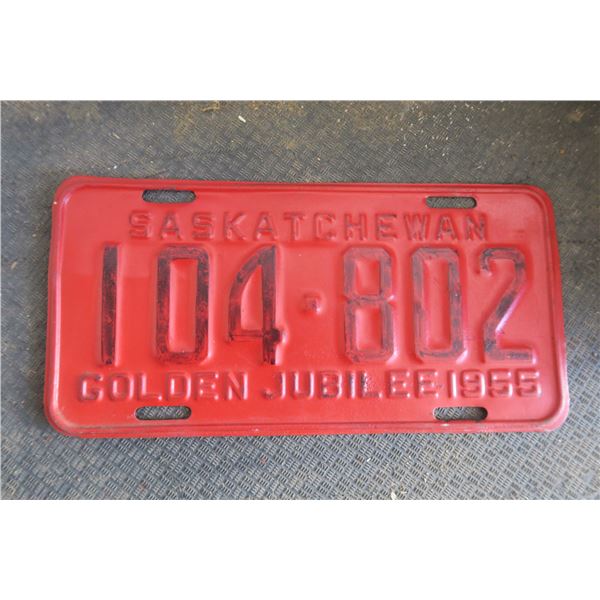 SASKATCHEWAN
104·802
GOLDEN JUBILEE 1955